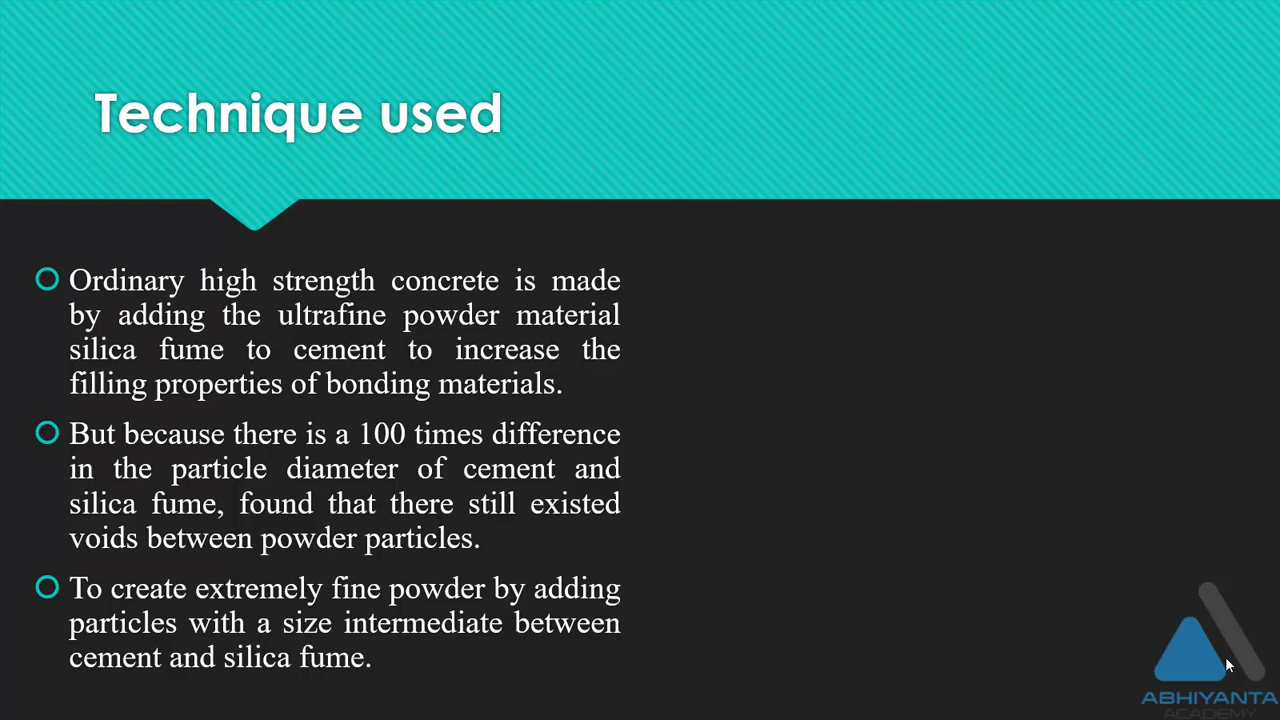 Technique used
Ordinary high strength concrete is made
by adding the ultrafine powder material
silica fume to cement to increase the
filling properties of bonding materials.
But because there is a 100 times difference
in the particle diameter of cement and
silica fume, found that there still existed
voids between powder particles.
To create extremely fine powder by adding
particles with a size intermediate between
cement and silica fume.
ABHIYANTA
ACADEMY